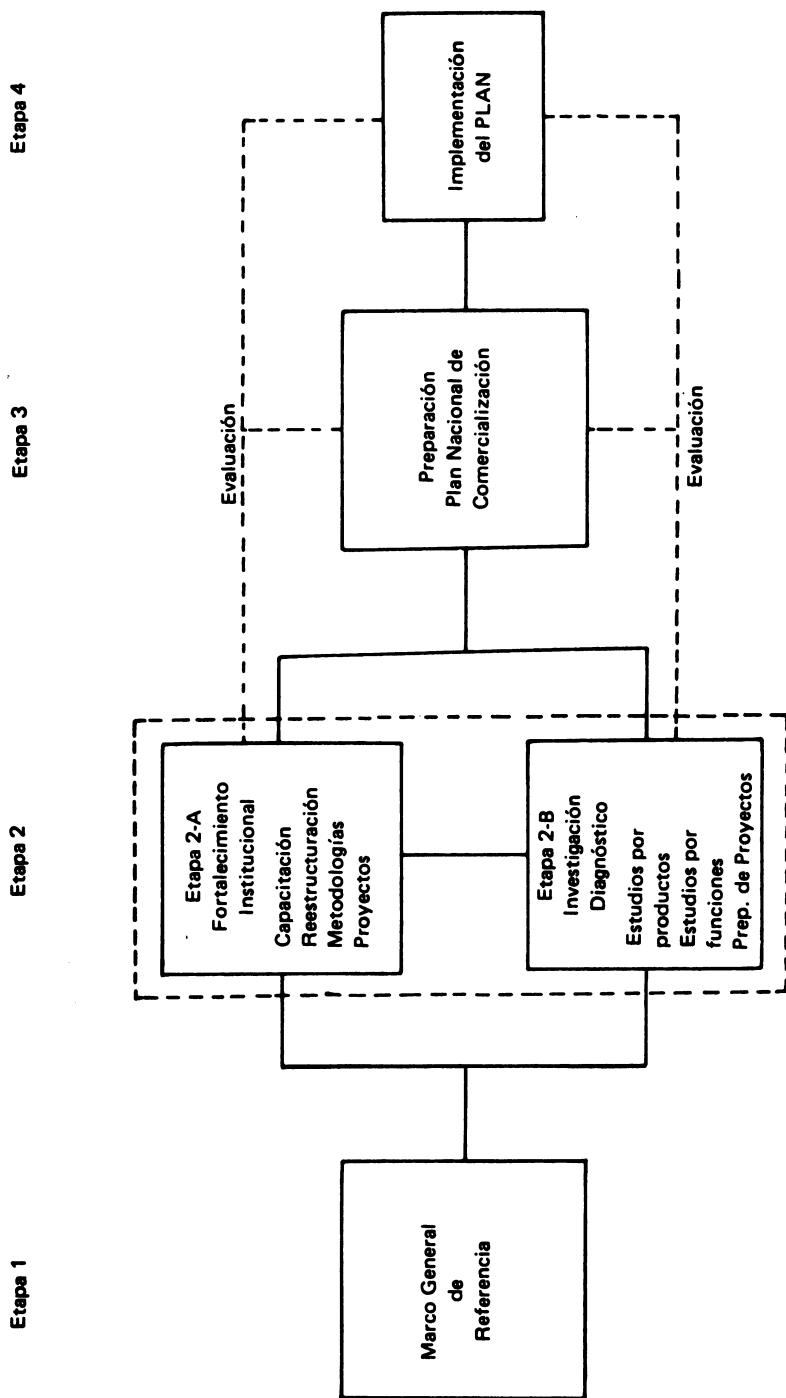 Etapa 1
Etapa 2
Etapa 3
Etapa 4
Marco General
de
Referencia
Etapa 2-A
Fortalecimiento
Institucional
Capacitación
Reestructuración
Metodologías
Proyectos
Etapa 2-B
Investigación
Diagnóstico
Estudios por
productos
Estudios por
funciones
Prep. de Proyectos
Evaluación
Preparación
Plan Nacional de
Comercialización
Evaluación
Implementación
del PLAN